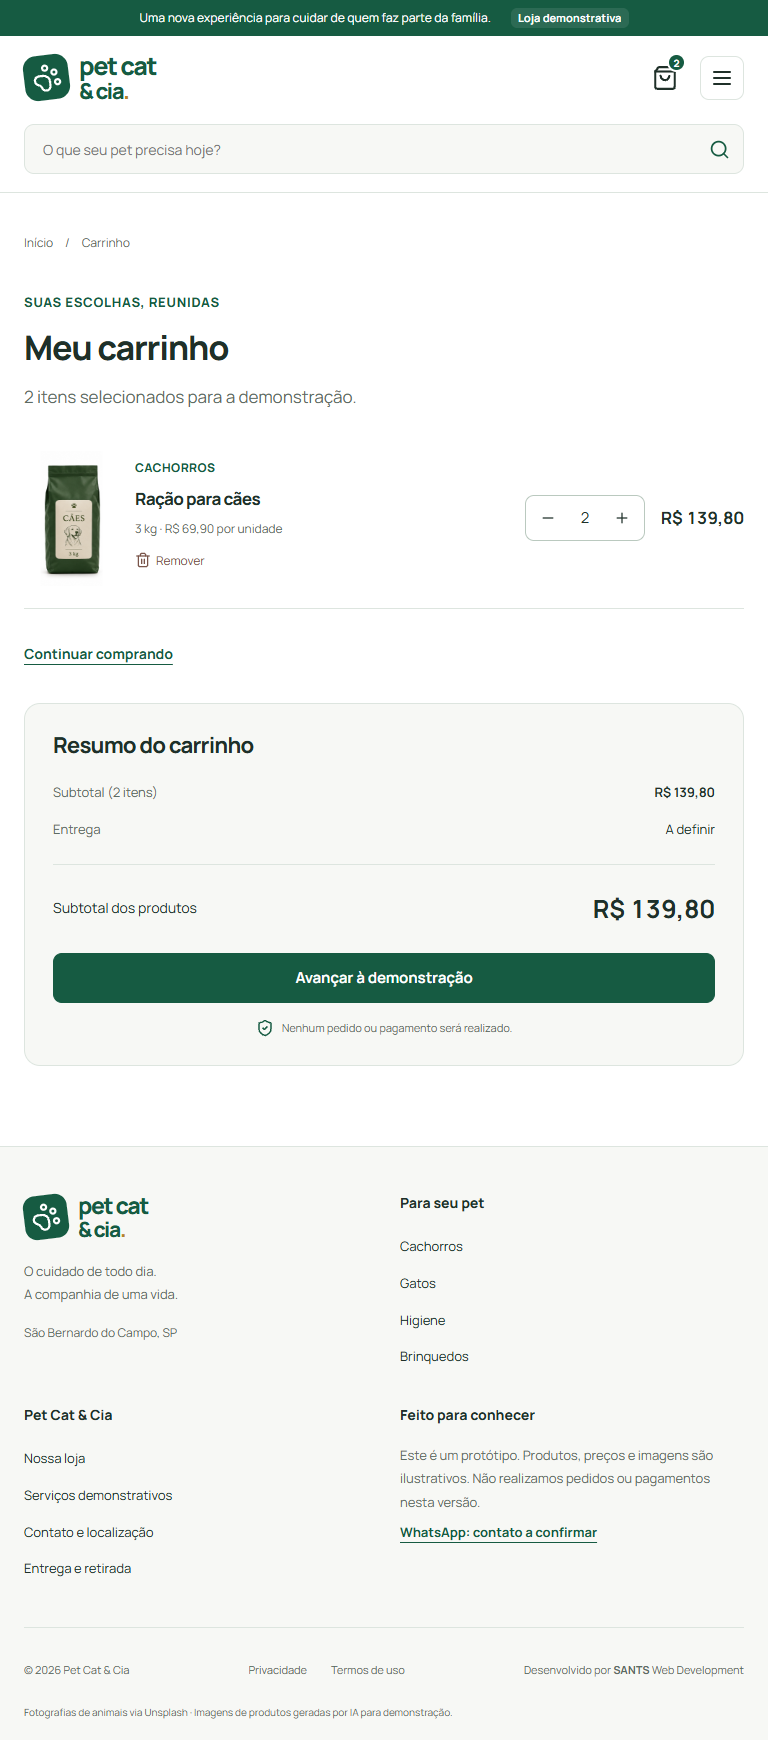 Uma nova experiência para cuidar de quem faz parte da família.
Loja demonstrativa
pet cat
& cia.
2
O que seu pet precisa hoje?
Início / Carrinho
SUAS ESCOLHAS, REUNIDAS
Meu carrinho
2 itens selecionados para a demonstração.
CÃES
3 kg
CACHORROS
Ração para cães
3 kg · R$ 69,90 por unidade
Remover
− 2 +
R$ 139,80
Continuar comprando
Resumo do carrinho
Subtotal (2 itens) R$ 139,80
Entrega A definir
Subtotal dos produtos R$ 139,80
Avançar à demonstração
Nenhum pedido ou pagamento será realizado.
pet cat
& cia.
O cuidado de todo dia.
A companhia de uma vida.
São Bernardo do Campo, SP
Para seu pet
Cachorros
Gatos
Higiene
Brinquedos
Pet Cat & Cia
Nossa loja
Serviços demonstrativos
Contato e localização
Entrega e retirada
Feito para conhecer
Este é um protótipo. Produtos, preços e imagens são
ilustrativos. Não realizamos pedidos ou pagamentos
nesta versão.
WhatsApp: contato a confirmar
© 2026 Pet Cat & Cia
Privacidade
Termos de uso
Desenvolvido por SANTS Web Development
Fotografias de animais via Unsplash · Imagens de produtos geradas por IA para demonstração.